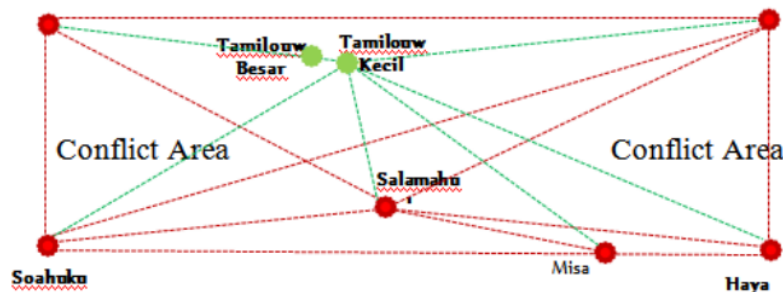 Tamilouw
Besar
Tamilouw
Kecil
Conflict Area
Conflict Area
Salamahu
Misa
Soahuku
Haya